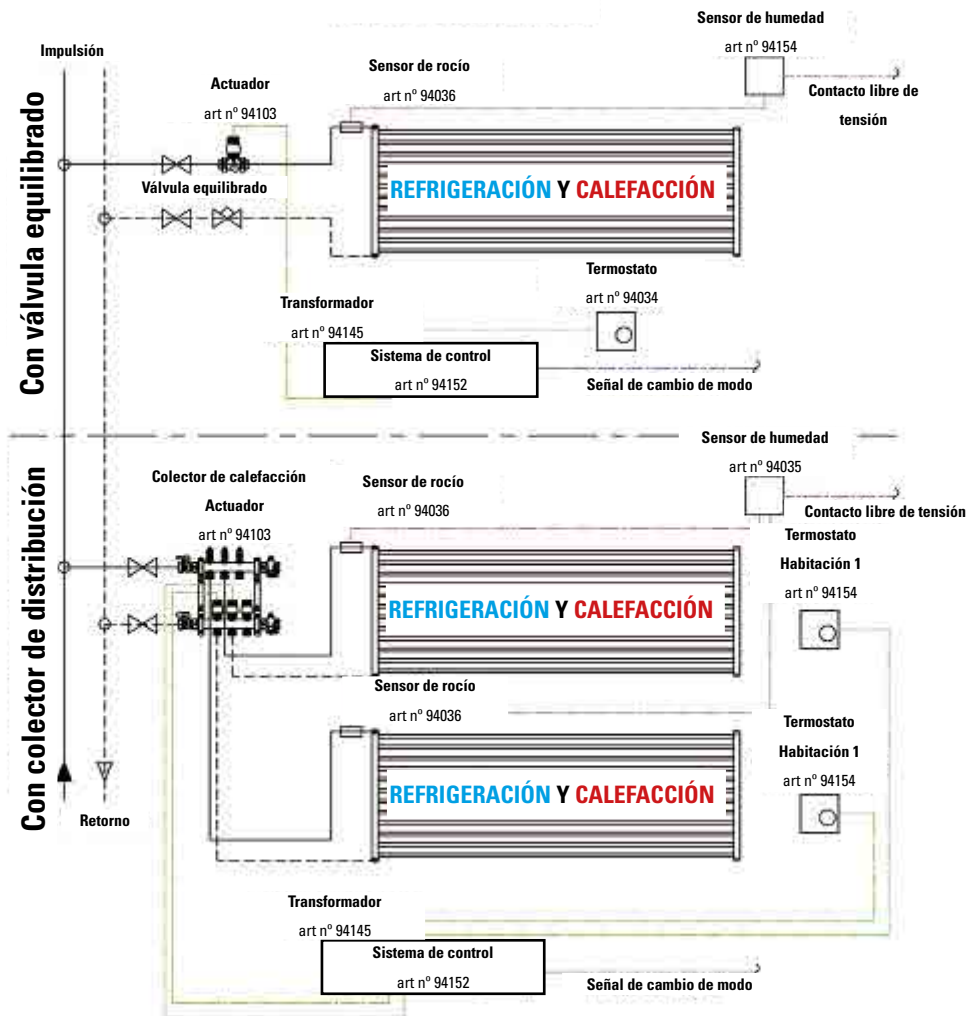 Sensor de humedad
art nº 94154
Impulsión
Sensor de rocío
art nº 94036
Actuador
art nº 94103
Contacto libre de
tensión
Válvula equilibrado
REFRIGERACIÓN Y CALEFACCIÓN
Con válvula equilibrado
Termostato
art nº 94034
Transformador
art nº 94145
Sistema de control
art nº 94152
Señal de cambio de modo
Sensor de humedad
art nº 94035
Contacto libre de tensión
Colector de calefacción
Actuador
art nº 94103
Sensor de rocío
art nº 94036
Termostato
Habitación 1
art nº 94154
REFRIGERACIÓN Y CALEFACCIÓN
Con colector de distribución
Sensor de rocío
art nº 94036
Termostato
Habitación 1
art nº 94154
REFRIGERACIÓN Y CALEFACCIÓN
Retorno
Transformador
art nº 94145
Sistema de control
art nº 94152
Señal de cambio de modo